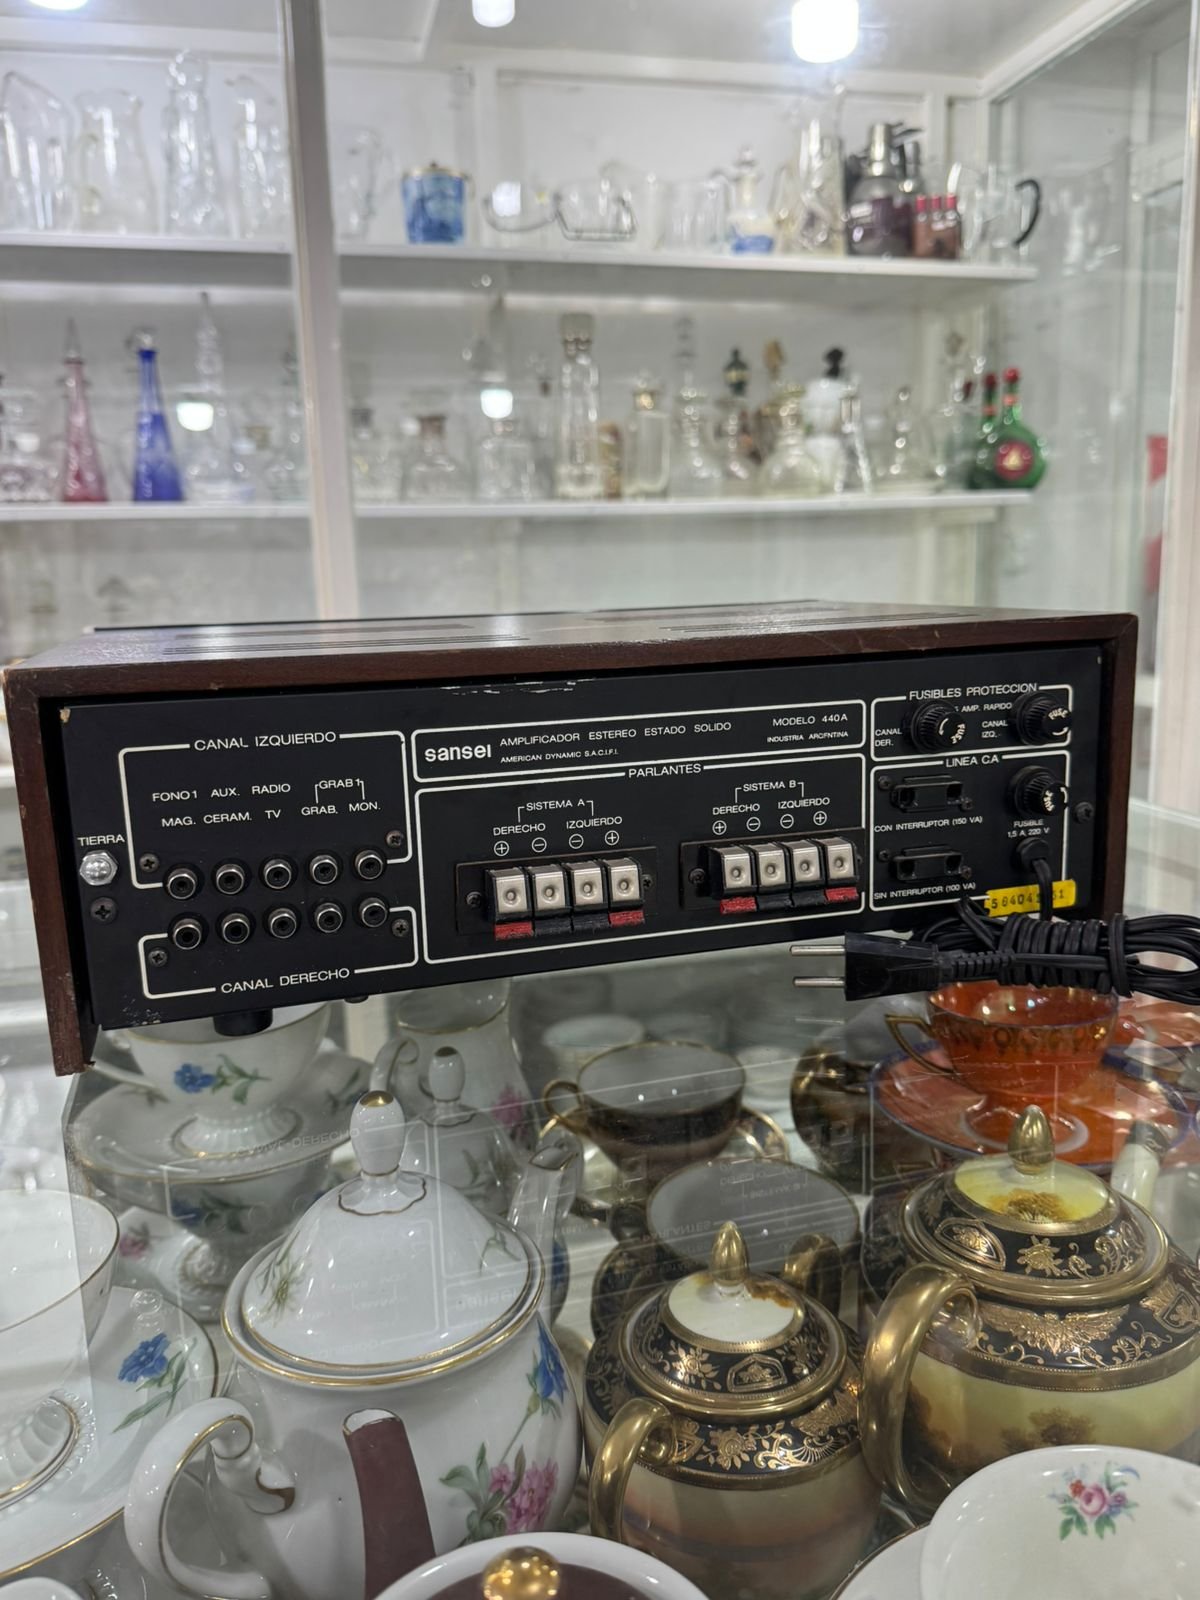 CANAL IZQUIERDO
FONO1 AUX. RADIO GRAB1
MAG. CERAM. TV GRAB. MON.
TIERRA
CANAL DERECHO
sansei AMPLIFICADOR ESTEREO ESTADO SOLIDO MODELO 440A
AMERICAN DYNAMIC S.A.C.I.F.I. INDUSTRIA ARGENTINA
PARLANTES
SISTEMA A
DERECHO IZQUIERDO
+ - - +
SISTEMA B
DERECHO IZQUIERDO
+ - - +
FUSIBLES PROTECCION
AMP. RAPIDO
CANAL DER.
CANAL IZQ.
FUSE
FUSE
LINEA C.A
CON INTERRUPTOR (150 VA)
FUSIBLE
1,5 A, 220 V
SIN INTERRUPTOR (100 VA)